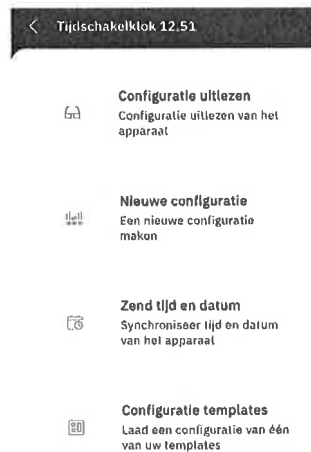 Tijdschakelklok 12.51
Configuratie uitlezen
Configuratie uitlezen van het
apparaat
Nieuwe configuratie
Een nieuwe configuratie
maken
Zend tijd en datum
Synchroniseer tijd en datum
van het apparaat
Configuratie templates
Laad een configuratie van één
van uw templates